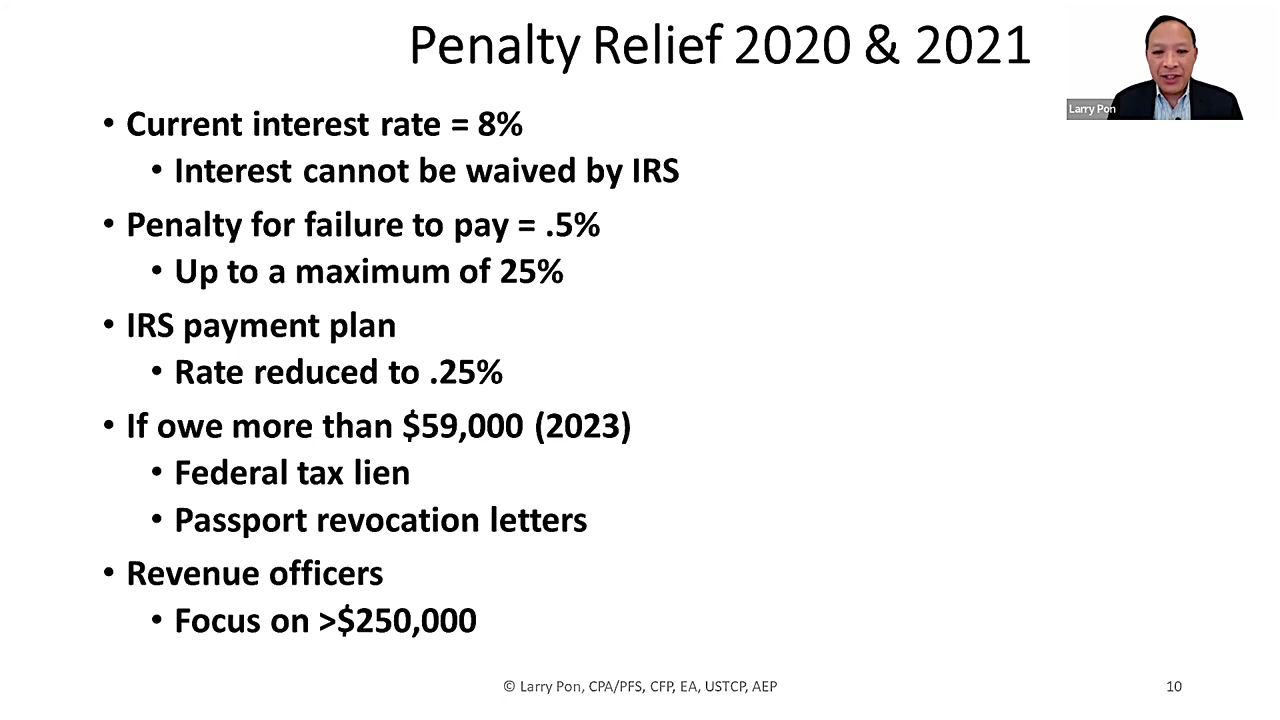 Penalty Relief 2020 & 2021
Larry Pon
• Current interest rate = 8%
• Interest cannot be waived by IRS
• Penalty for failure to pay = .5%
• Up to a maximum of 25%
• IRS payment plan
• Rate reduced to .25%
• If owe more than $59,000 (2023)
• Federal tax lien
• Passport revocation letters
• Revenue officers
• Focus on >$250,000
© Larry Pon, CPA/PFS, CFP, EA, USTCP, AEP
10